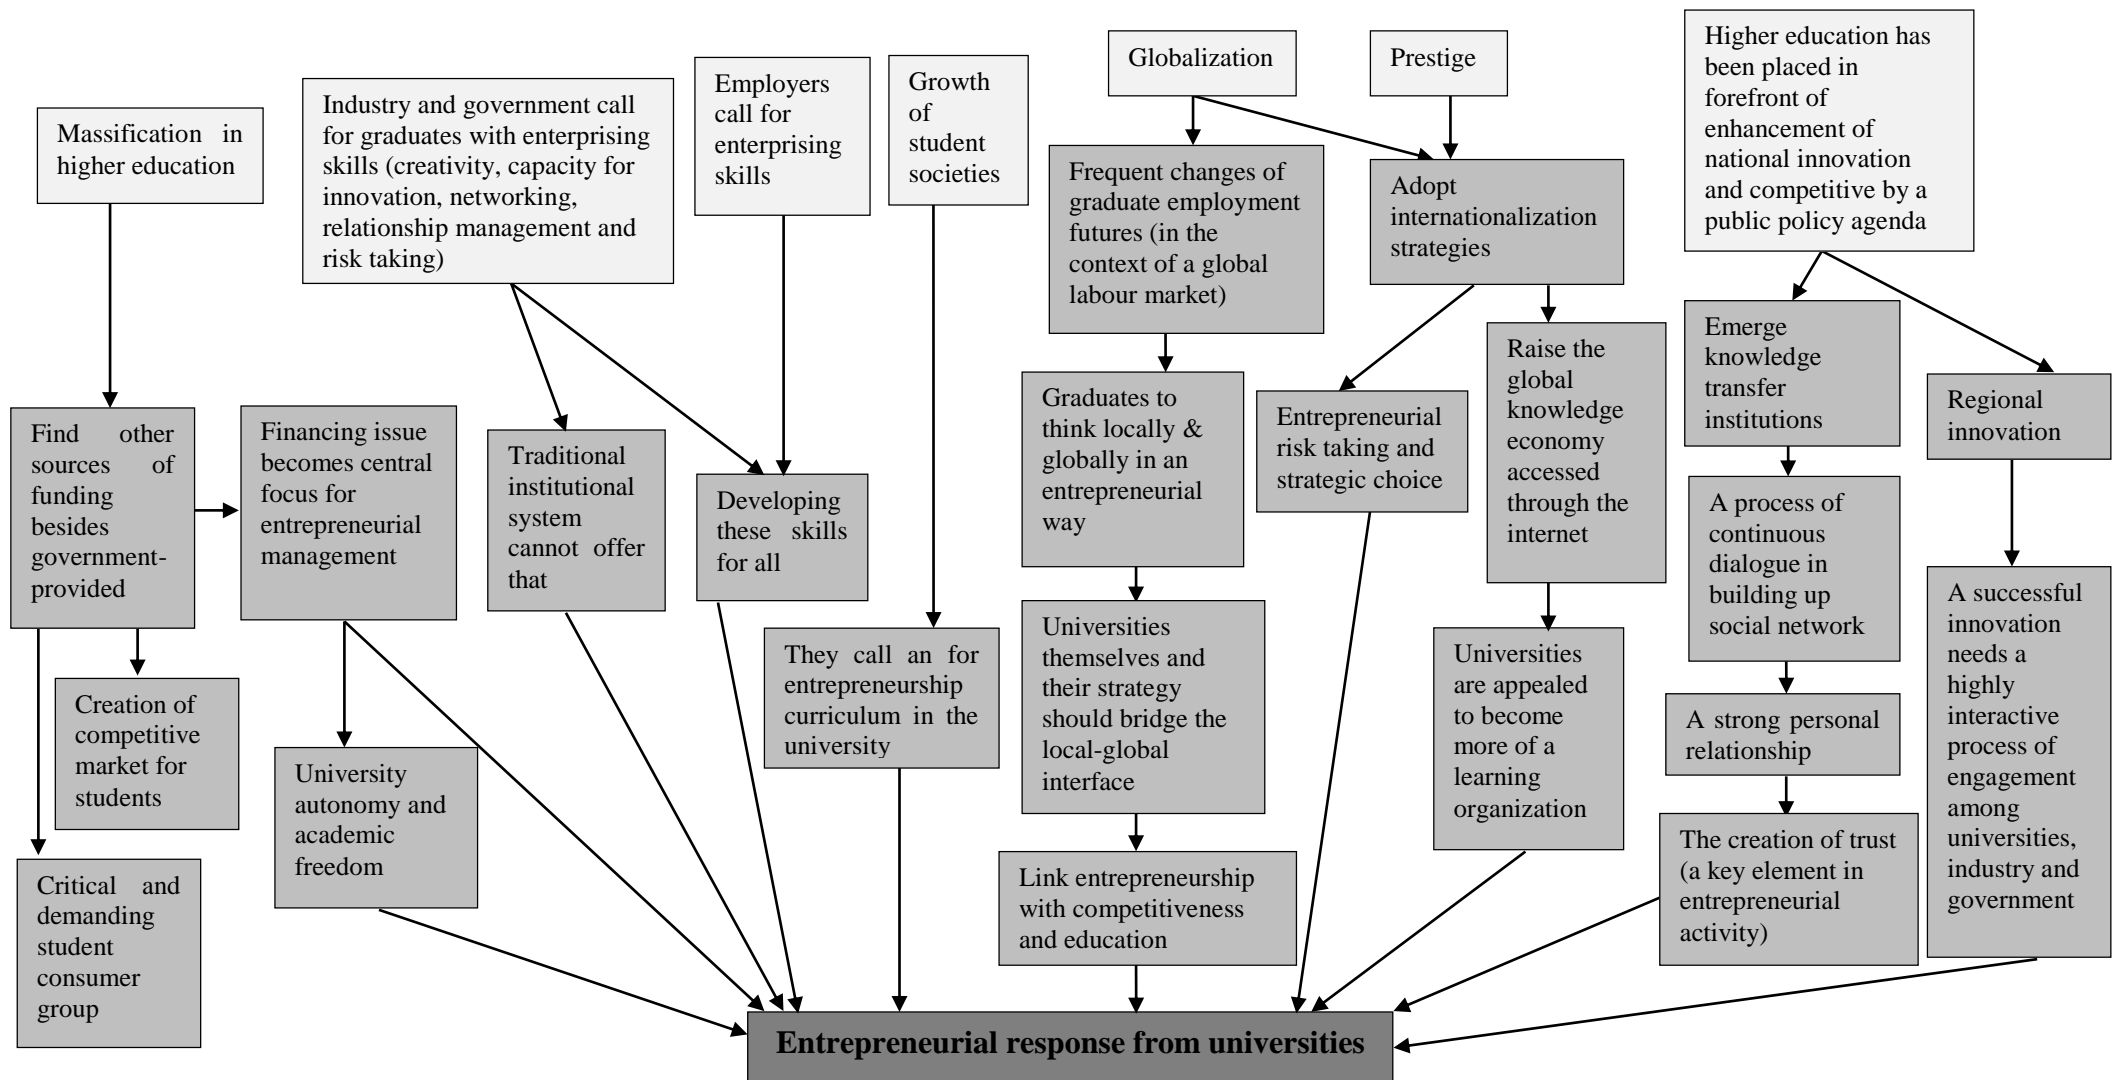 Massification in
higher education
Industry and government call
for graduates with enterprising
skills (creativity, capacity for
innovation, networking,
relationship management and
risk taking)
Employers
call for
enterprising
skills
Growth
of
student
societies
Globalization
Prestige
Higher education has
been placed in
forefront of
enhancement of
national innovation
and competitive by a
public policy agenda
Frequent changes of
graduate employment
futures (in the
context of a global
labour market)
Adopt
internationalization
strategies
Find other
sources of
funding
besides
government-
provided
Financing issue
becomes central
focus for
entrepreneurial
management
Traditional
institutional
system
cannot offer
that
Developing
these skills
for all
Graduates to
think locally &
globally in an
entrepreneurial
way
Entrepreneurial
risk taking and
strategic choice
Raise the
global
knowledge
economy
accessed
through the
internet
Emerge
knowledge
transfer
institutions
Regional
innovation
A process of
continuous
dialogue in
building up
social network
They call an for
entrepreneurship
curriculum in the
university
Universities
themselves and
their strategy
should bridge the
local-global
interface
Universities
are appealed
to become
more of a
learning
organization
A successful
innovation
needs a
highly
interactive
process of
engagement
among
universities,
industry and
government
Creation of
competitive
market for
students
University
autonomy and
academic
freedom
A strong personal
relationship
Critical and
demanding
student
consumer
group
Link entrepreneurship
with competitiveness
and education
The creation of trust
(a key element in
entrepreneurial
activity)
Entrepreneurial response from universities